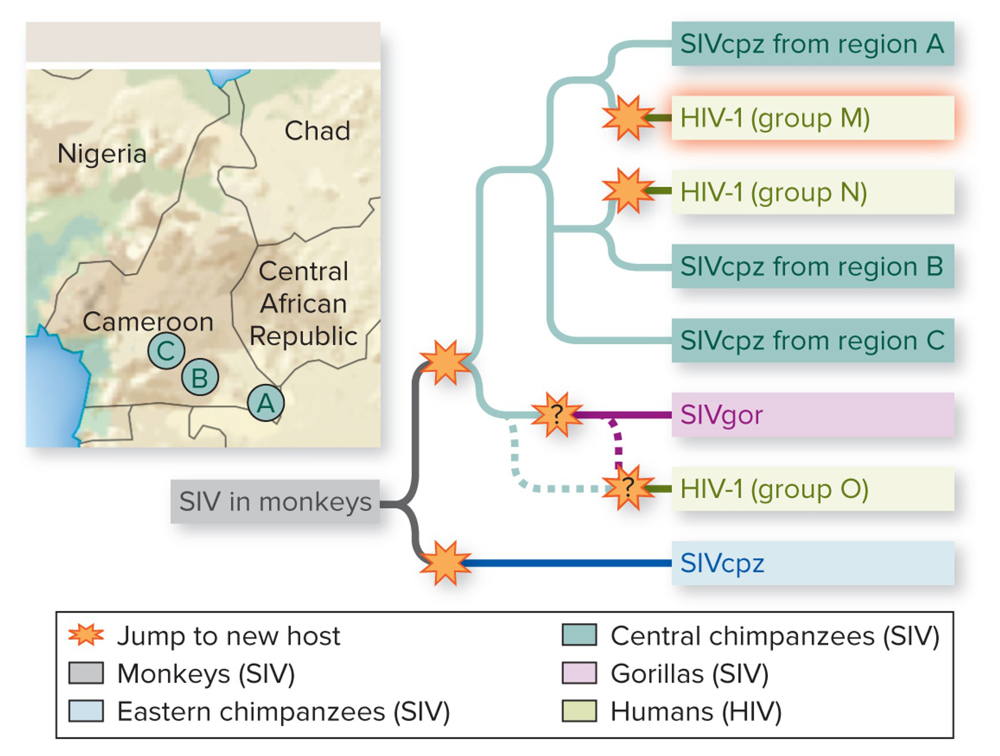 Nigeria
Chad
Central
African
Republic
Cameroon
C
B
A
SIV in monkeys
SIVcpz from region A
HIV-1 (group M)
HIV-1 (group N)
SIVcpz from region B
SIVcpz from region C
?
SIVgor
?
HIV-1 (group O)
SIVcpz
Jump to new host
Monkeys (SIV)
Eastern chimpanzees (SIV)
Central chimpanzees (SIV)
Gorillas (SIV)
Humans (HIV)